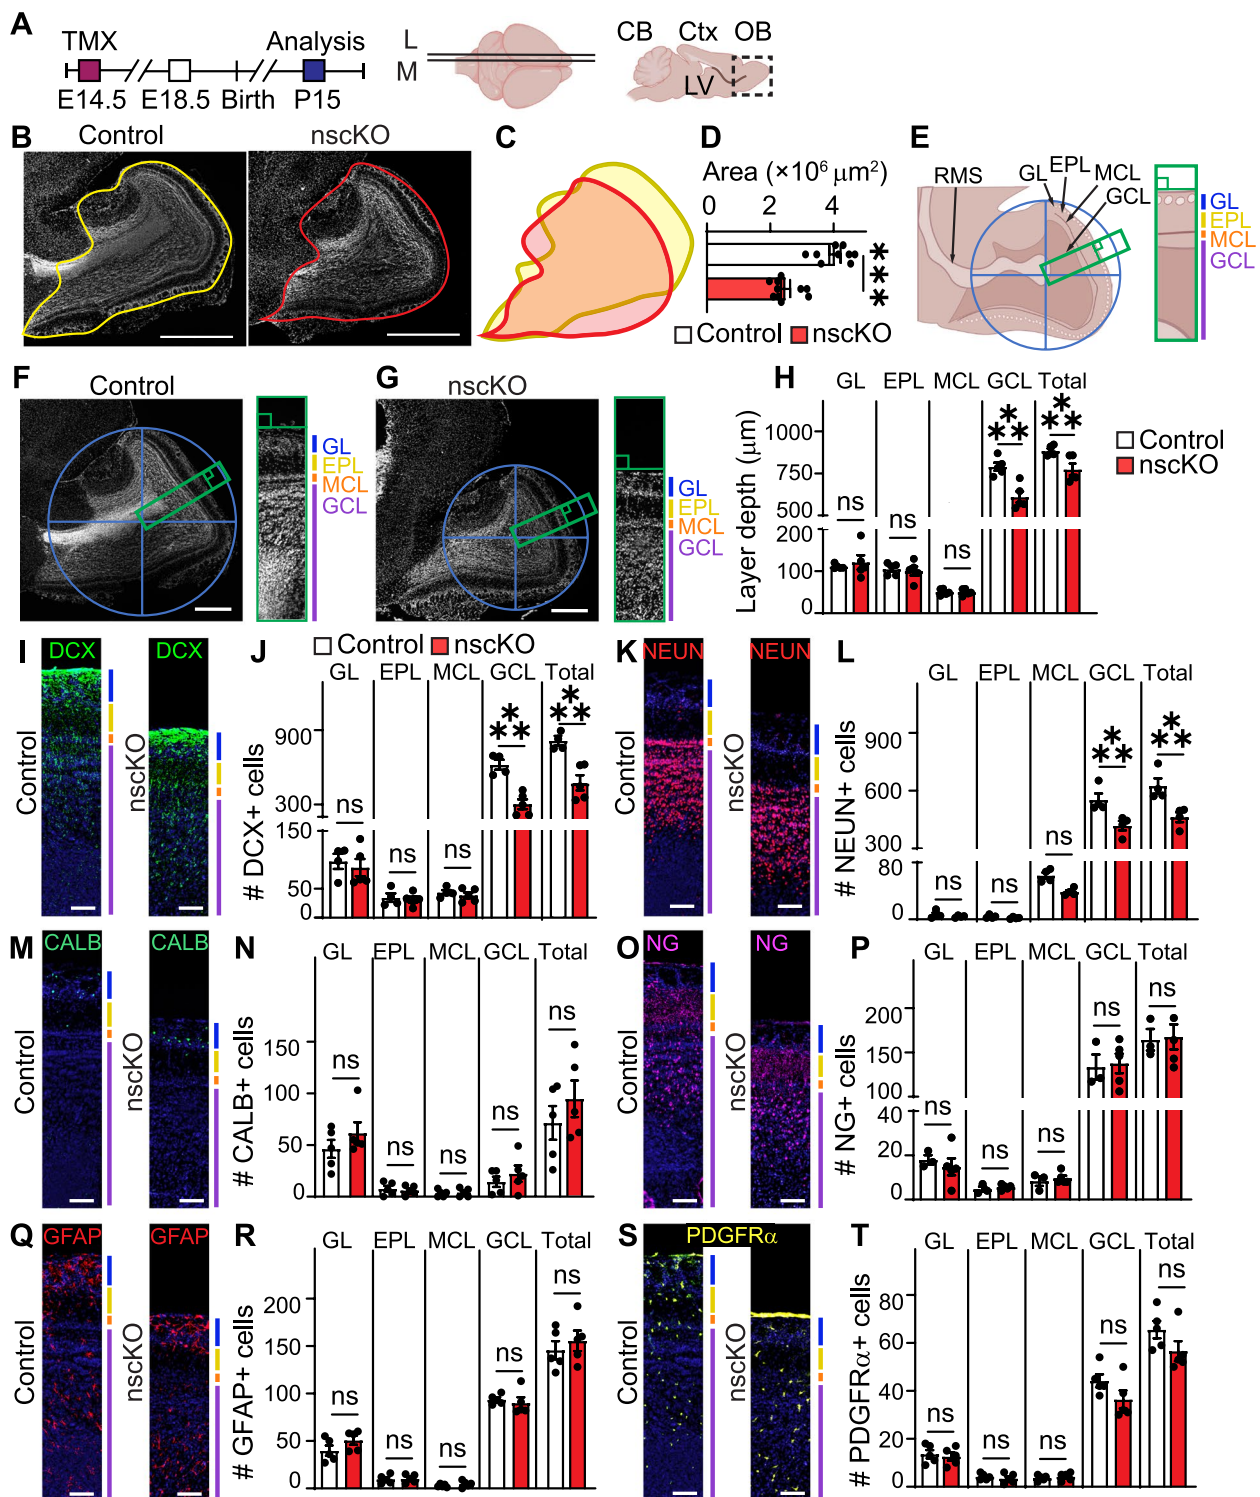 A
TMX
Analysis
E14.5
E18.5
Birth
P15
L
M
CB
Ctx
OB
LV
B
Control
nscKO
C
D
Area (×10⁶ μm²)
0
2
4
***
Control
nscKO
E
RMS
GL
EPL
MCL
GCL
GL
EPL
MCL
GCL
F
Control
GL
EPL
MCL
GCL
G
nscKO
GL
EPL
MCL
GCL
H
GL
EPL
MCL
GCL
Total
Layer depth (μm)
1000
750
500
200
100
0
ns
ns
ns
***
***
Control
nscKO
I
DCX
DCX
Control
nscKO
J
Control
nscKO
GL
EPL
MCL
GCL
Total
# DCX+ cells
900
300
150
50
0
ns
ns
ns
***
***
K
NEUN
NEUN
Control
nscKO
L
GL
EPL
MCL
GCL
Total
# NEUN+ cells
900
600
300
80
0
ns
ns
ns
***
***
M
CALB
CALB
Control
nscKO
N
GL
EPL
MCL
GCL
Total
# CALB+ cells
150
100
50
0
ns
ns
ns
ns
ns
O
NG
NG
Control
nscKO
P
GL
EPL
MCL
GCL
Total
# NG+ cells
200
150
100
40
20
0
ns
ns
ns
ns
ns
Q
GFAP
GFAP
Control
nscKO
R
GL
EPL
MCL
GCL
Total
# GFAP+ cells
200
150
100
50
0
ns
ns
ns
ns
ns
S
PDGFRα
Control
nscKO
T
GL
EPL
MCL
GCL
Total
# PDGFRα+ cells
80
60
40
20
0
ns
ns
ns
ns
ns